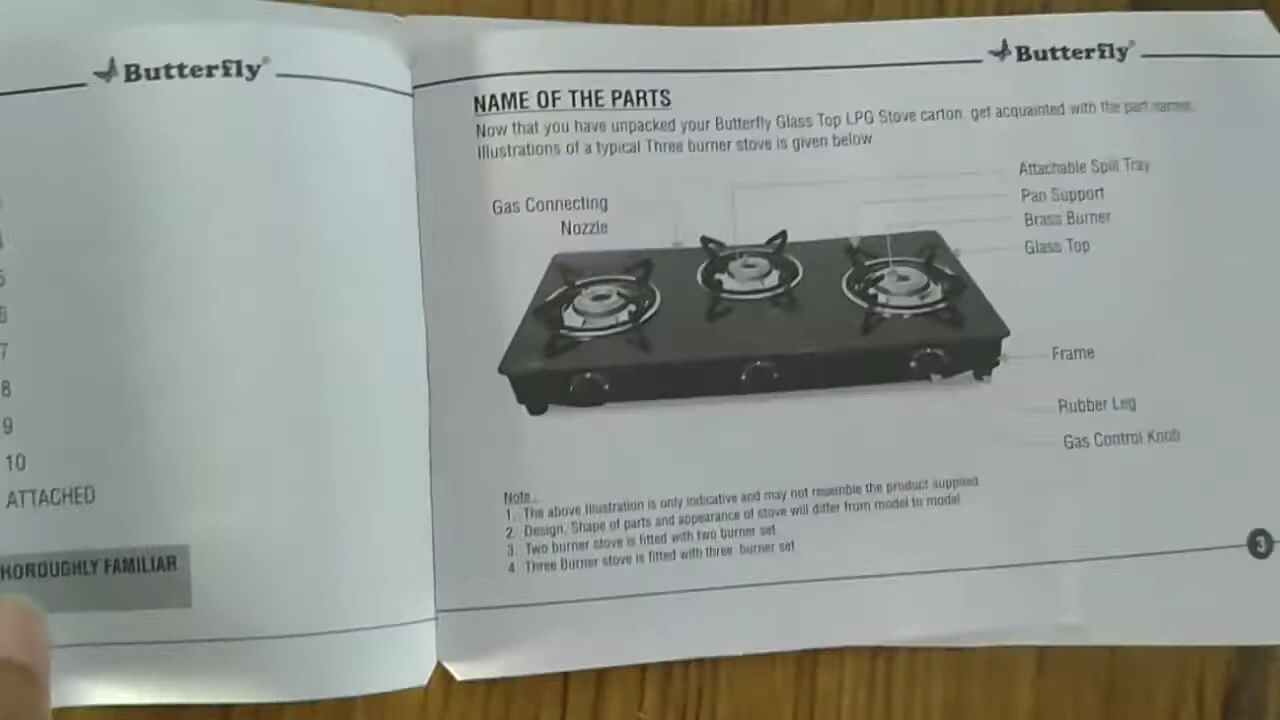 Butterfly®
5
6
7
8
9
10
ATTACHED
HOROUGHLY FAMILIAR
Butterfly®
NAME OF THE PARTS
Now that you have unpacked your Butterfly Glass Top LPG Stove carton, get acquainted with the part names.
Illustrations of a typical Three burner stove is given below
Gas Connecting
Nozzle
Attachable Spill Tray
Pan Support
Brass Burner
Glass Top
Frame
Rubber Leg
Gas Control Knob
Note..
1. The above Illustration is only indicative and may not resemble the product supplied
2. Design, Shape of parts and appearance of stove will differ from model to model
3. Two burner stove is fitted with two burner set
4. Three Burner stove is fitted with three burner set
3